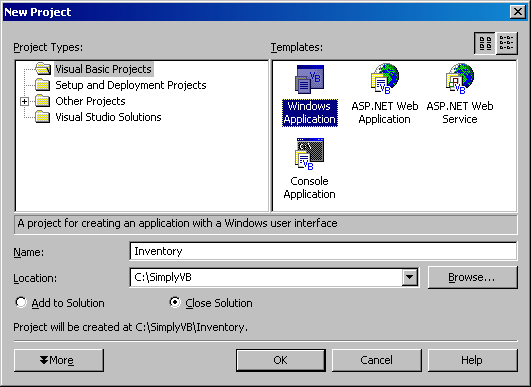 New Project
Project Types:
Templates:
Visual Basic Projects
Setup and Deployment Projects
Other Projects
Visual Studio Solutions
Windows Application
ASP.NET Web Application
ASP.NET Web Service
Console Application
A project for creating an application with a Windows user interface
Name: Inventory
Location: C:\SimplyVB Browse...
Add to Solution Close Solution
Project will be created at C:\SimplyVB\Inventory.
More OK Cancel Help